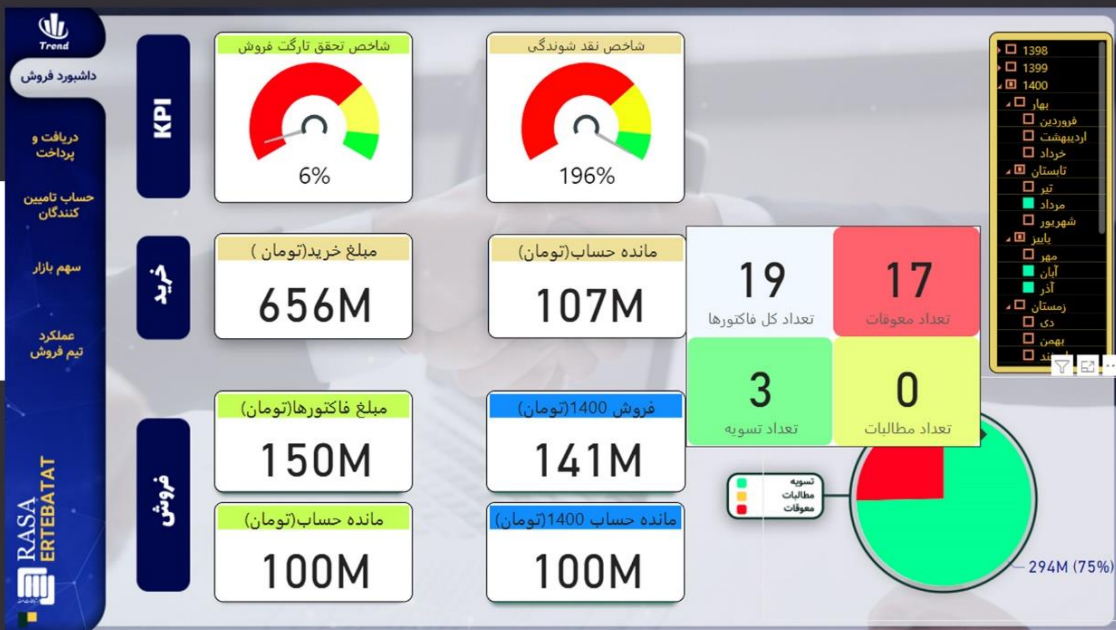 Trend
داشبورد فروش
دریافت و
پرداخت
حساب تامیین
کنندگان
سهم بازار
عملکرد
تیم فروش
RASA
ERTEBATAT
KPI
شاخص تحقق تارگت فروش
6%
شاخص نقد شوندگی
196%
خرید
مبلغ خرید(تومان )
656M
مانده حساب(تومان)
107M
19
تعداد کل فاکتورها
17
تعداد معوقات
3
تعداد تسویه
0
تعداد مطالبات
فروش
مبلغ فاکتورها(تومان)
150M
فروش 1400(تومان)
141M
مانده حساب(تومان)
100M
مانده حساب 1400(تومان)
100M
1398
1399
1400
بهار
فروردین
اردیبهشت
خرداد
تابستان
تیر
مرداد
شهریور
پاییز
مهر
آبان
آذر
زمستان
دی
بهمن
تسویه
مطالبات
معوقات
294M (75%)